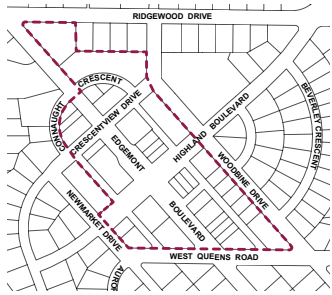 RIDGEWOOD DRIVE
CRESCENT
CONNAUGHT
CRESCENTVIEW DRIVE
EDGEMONT
HIGHLAND BOULEVARD
BEVERLEY CRESCENT
WOODBINE DRIVE
NEWMARKET DRIVE
BOULEVARD
WEST QUEENS ROAD
AUROR